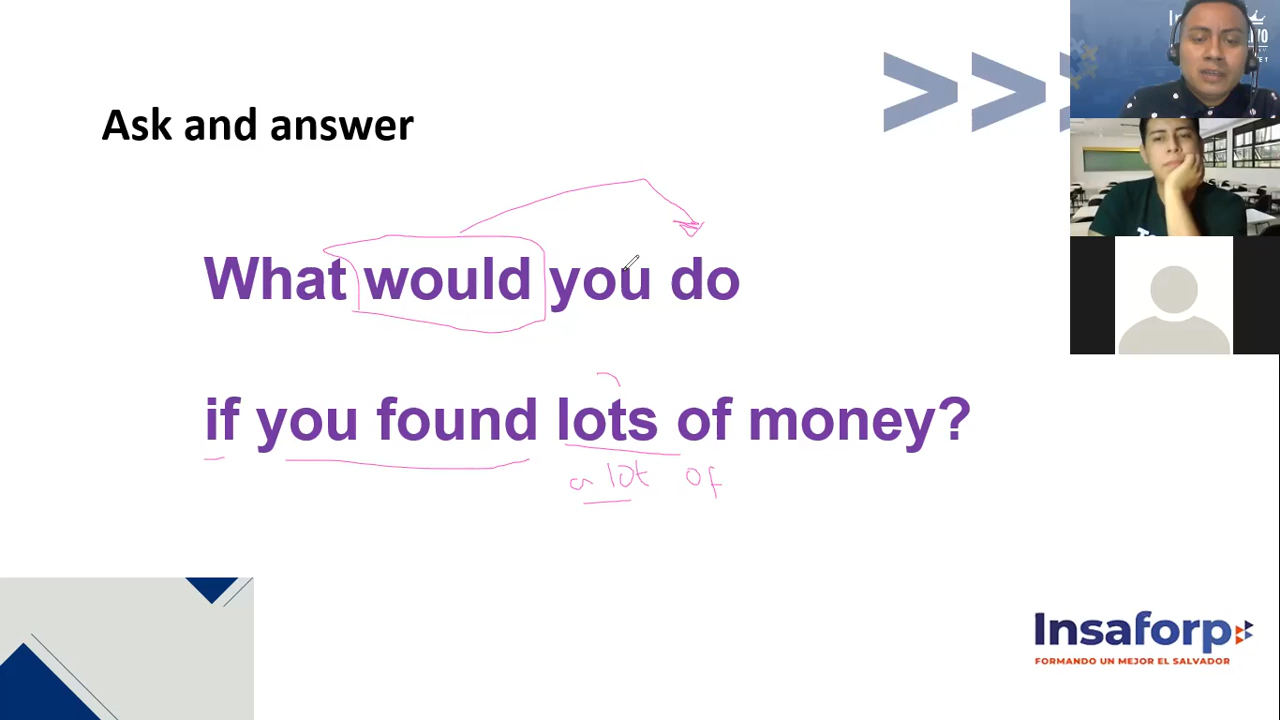 Ask and answer
What would you do
if you found lots of money?
a lot of
Insaforp
FORMANDO UN MEJOR EL SALVADOR